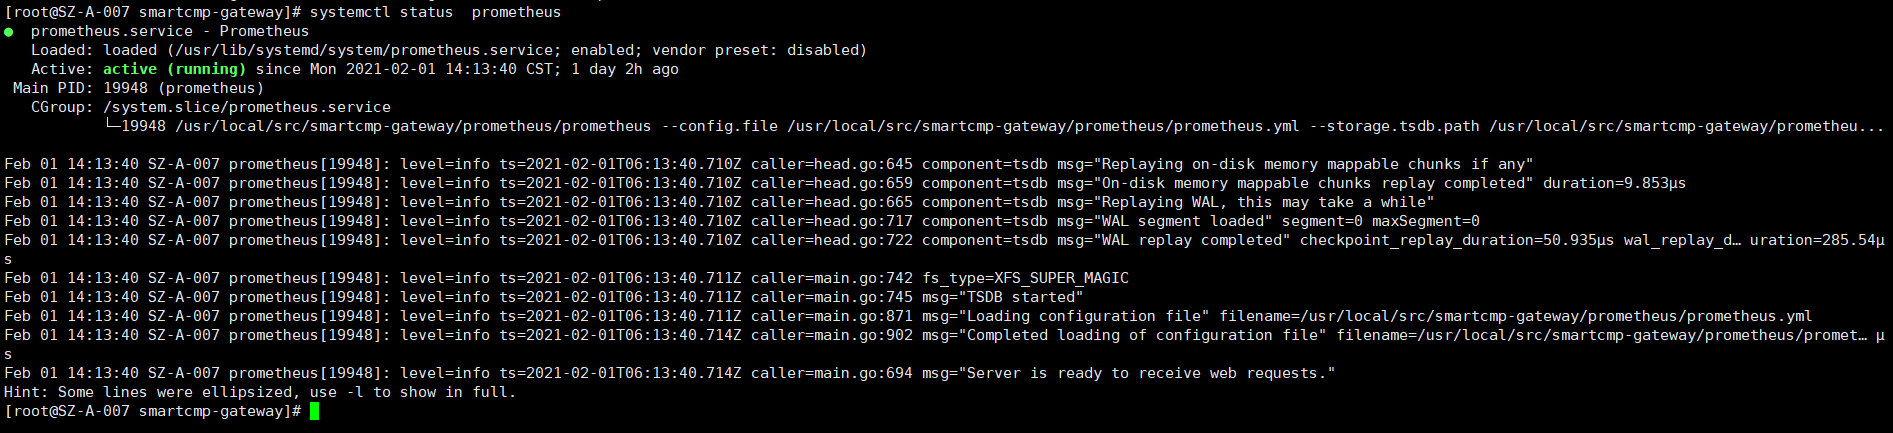 [root@SZ-A-007 smartcmp-gateway]# systemctl status  prometheus
● prometheus.service - Prometheus
   Loaded: loaded (/usr/lib/systemd/system/prometheus.service; enabled; vendor preset: disabled)
   Active: active (running) since Mon 2021-02-01 14:13:40 CST; 1 day 2h ago
 Main PID: 19948 (prometheus)
   CGroup: /system.slice/prometheus.service
           └─19948 /usr/local/src/smartcmp-gateway/prometheus/prometheus --config.file /usr/local/src/smartcmp-gateway/prometheus/prometheus.yml --storage.tsdb.path /usr/local/src/smartcmp-gateway/prometheu...
Feb 01 14:13:40 SZ-A-007 prometheus[19948]: level=info ts=2021-02-01T06:13:40.710Z caller=head.go:645 component=tsdb msg="Replaying on-disk memory mappable chunks if any"
Feb 01 14:13:40 SZ-A-007 prometheus[19948]: level=info ts=2021-02-01T06:13:40.710Z caller=head.go:659 component=tsdb msg="On-disk memory mappable chunks replay completed" duration=9.853µs
Feb 01 14:13:40 SZ-A-007 prometheus[19948]: level=info ts=2021-02-01T06:13:40.710Z caller=head.go:665 component=tsdb msg="Replaying WAL, this may take a while"
Feb 01 14:13:40 SZ-A-007 prometheus[19948]: level=info ts=2021-02-01T06:13:40.710Z caller=head.go:717 component=tsdb msg="WAL segment loaded" segment=0 maxSegment=0
Feb 01 14:13:40 SZ-A-007 prometheus[19948]: level=info ts=2021-02-01T06:13:40.710Z caller=head.go:722 component=tsdb msg="WAL replay completed" checkpoint_replay_duration=50.935µs wal_replay_d… uration=285.54µ
s
Feb 01 14:13:40 SZ-A-007 prometheus[19948]: level=info ts=2021-02-01T06:13:40.711Z caller=main.go:742 fs_type=XFS_SUPER_MAGIC
Feb 01 14:13:40 SZ-A-007 prometheus[19948]: level=info ts=2021-02-01T06:13:40.711Z caller=main.go:745 msg="TSDB started"
Feb 01 14:13:40 SZ-A-007 prometheus[19948]: level=info ts=2021-02-01T06:13:40.711Z caller=main.go:871 msg="Loading configuration file" filename=/usr/local/src/smartcmp-gateway/prometheus/prometheus.yml
Feb 01 14:13:40 SZ-A-007 prometheus[19948]: level=info ts=2021-02-01T06:13:40.714Z caller=main.go:902 msg="Completed loading of configuration file" filename=/usr/local/src/smartcmp-gateway/prometheus/promet… µ
s
Feb 01 14:13:40 SZ-A-007 prometheus[19948]: level=info ts=2021-02-01T06:13:40.714Z caller=main.go:694 msg="Server is ready to receive web requests."
Hint: Some lines were ellipsized, use -l to show in full.
[root@SZ-A-007 smartcmp-gateway]#